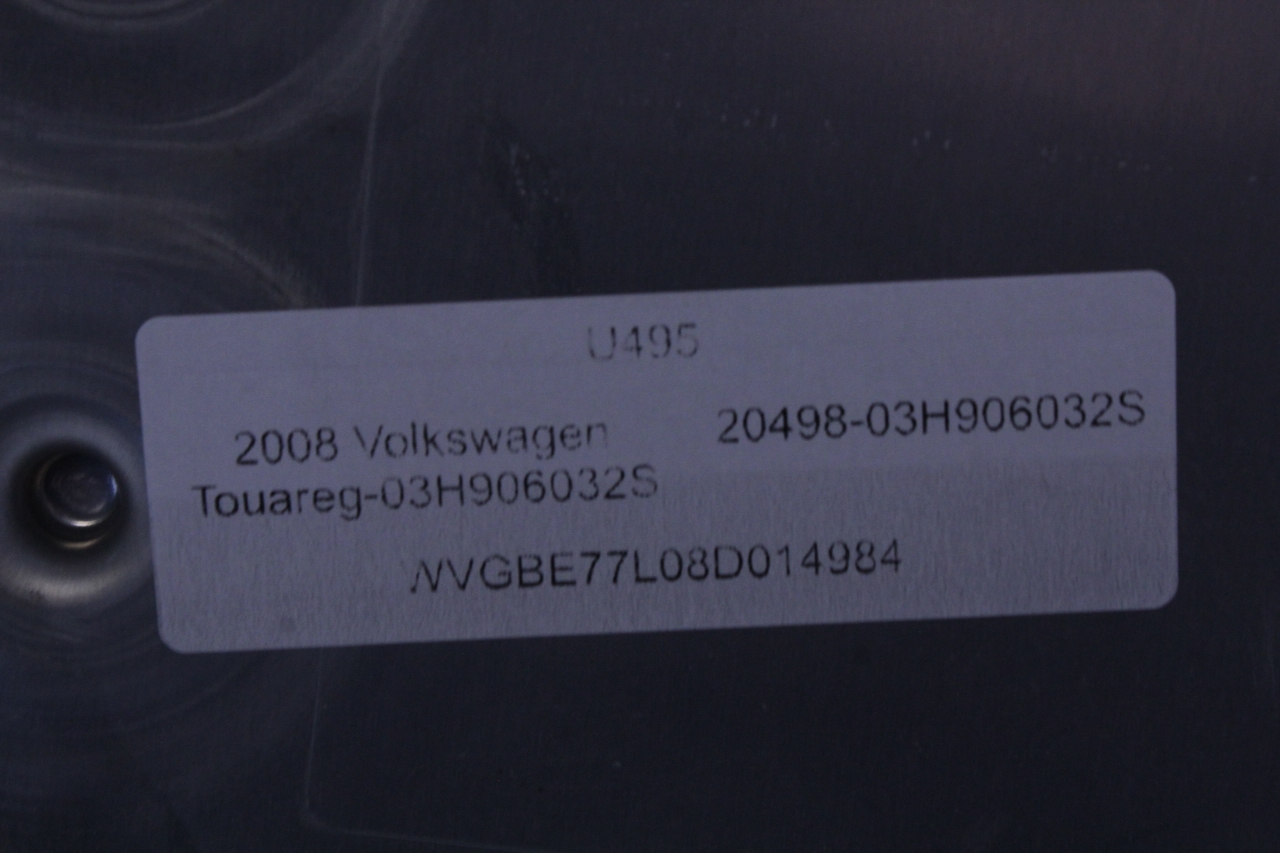 U495
2008 Volkswagen 20498-03H906032S
Touareg-03H906032S
WVGBE77L08D014984